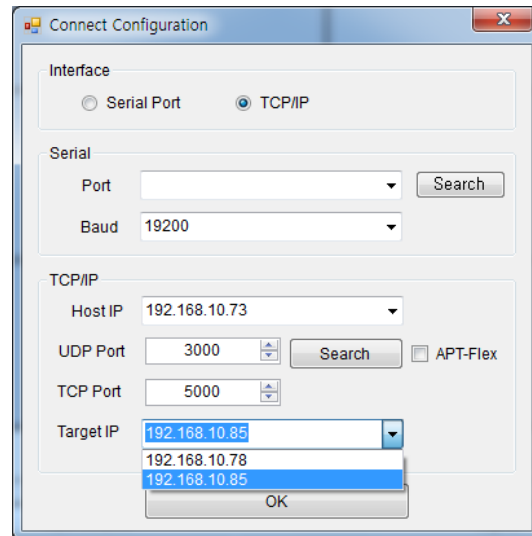 Connect Configuration
Interface
Serial Port TCP/IP
Serial
Port Search
Baud 19200
TCP/IP
Host IP 192.168.10.73
UDP Port 3000 Search APT-Flex
TCP Port 5000
Target IP 192.168.10.85
192.168.10.78
192.168.10.85
OK